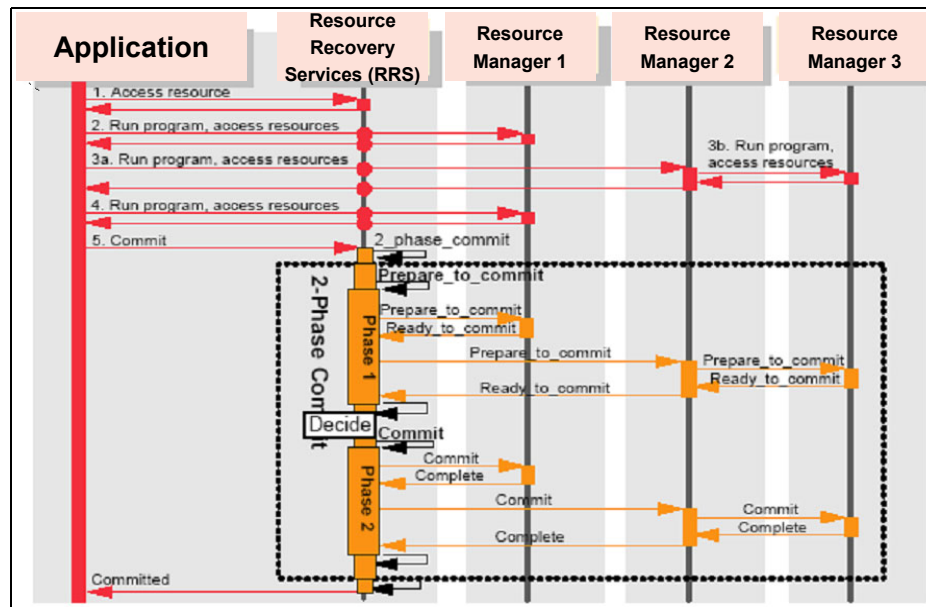 Application
Resource
Recovery
Services (RRS)
Resource
Manager 1
Resource
Manager 2
Resource
Manager 3
1. Access resource
2. Run program, access resources
3a. Run program, access resources
3b. Run program,
access resources
4. Run program, access resources
5. Commit
2_phase_commit
Prepare_to_commit
2-Phase Commit
Phase 1
Prepare_to_commit
Ready_to_commit
Prepare_to_commit
Prepare_to_commit
Ready_to_commit
Ready_to_commit
Decide
Commit
Phase 2
Commit
Complete
Commit
Commit
Complete
Complete
Committed